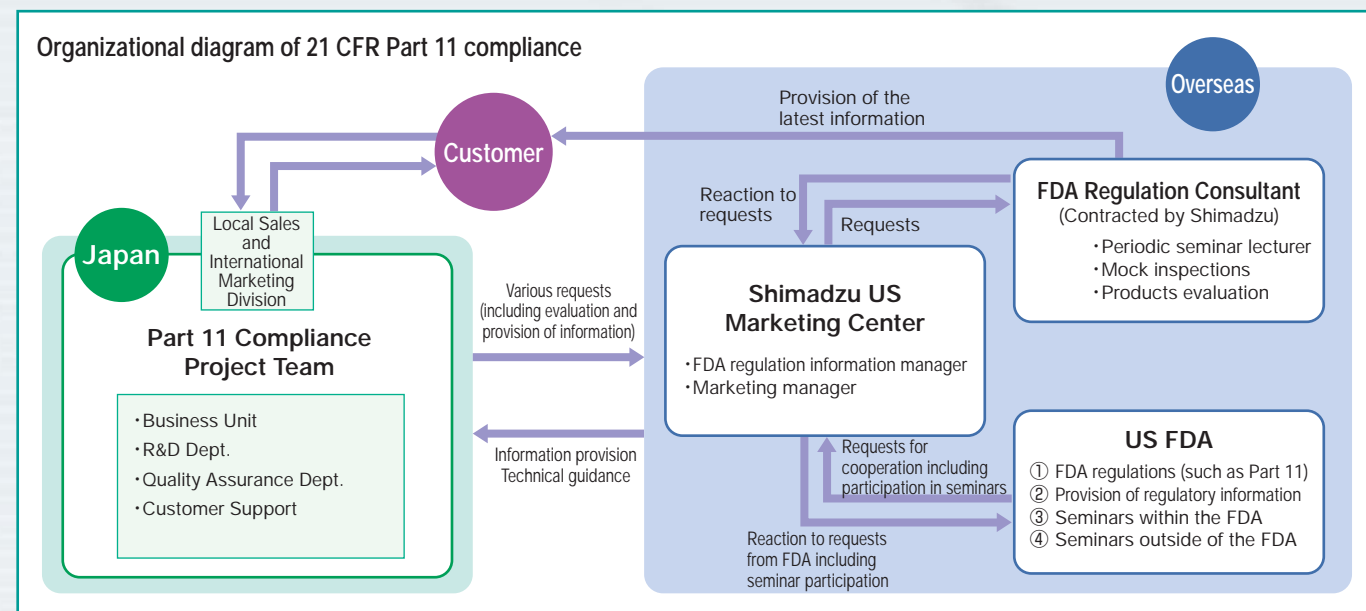 Organizational diagram of 21 CFR Part 11 compliance
Overseas
Provision of the
latest information
Customer
Reaction to
requests
Requests
FDA Regulation Consultant
(Contracted by Shimadzu)
・Periodic seminar lecturer
・Mock inspections
・Products evaluation
Japan
Local Sales
and
International
Marketing
Division
Part 11 Compliance
Project Team
・Business Unit
・R&D Dept.
・Quality Assurance Dept.
・Customer Support
Various requests
(including evaluation and
provision of information)
Information provision
Technical guidance
Shimadzu US
Marketing Center
・FDA regulation information manager
・Marketing manager
Requests for
cooperation including
participation in seminars
Reaction to requests
from FDA including
seminar participation
US FDA
① FDA regulations (such as Part 11)
② Provision of regulatory information
③ Seminars within the FDA
④ Seminars outside of the FDA